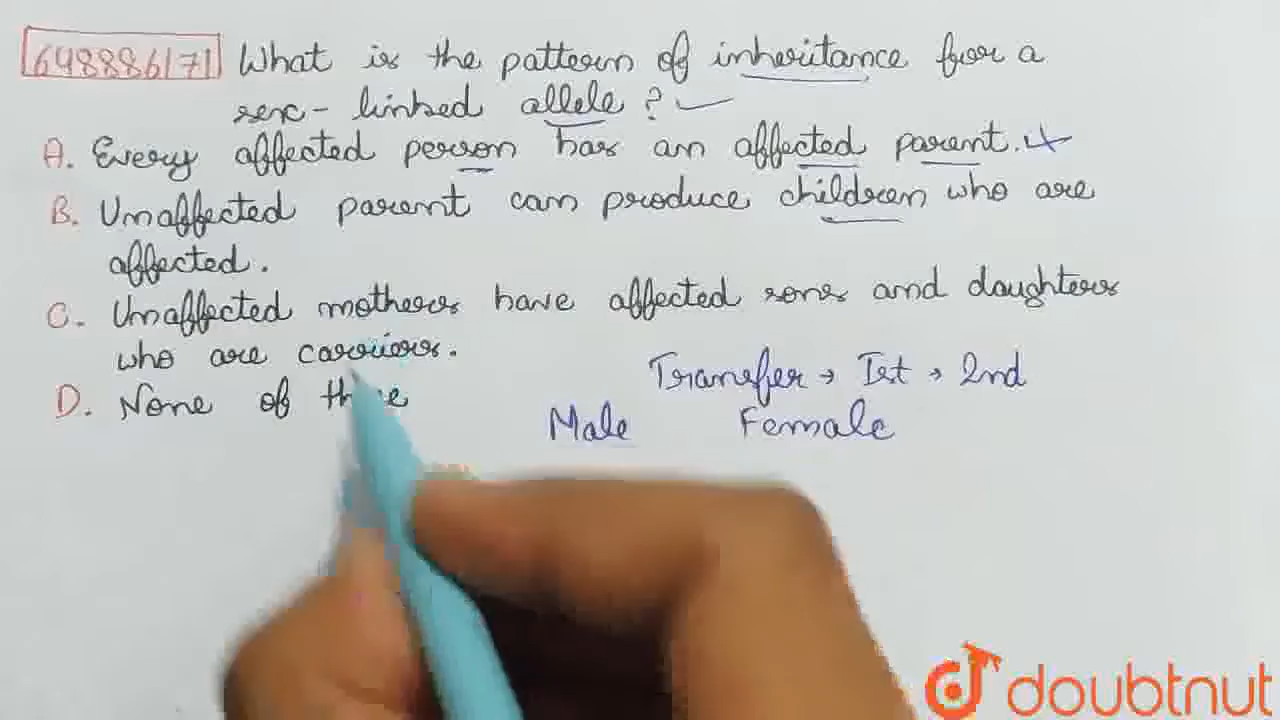 648886171 What is the pattern of inheritance for a
sex-linked allele?
A. Every affected person has an affected parent.
B. Unaffected parent can produce children who are
affected.
C. Unaffected mothers have affected sons and daughters
who are carriers.
Transfer → Ist → 2nd
D. None of
Male Female
doubtnut